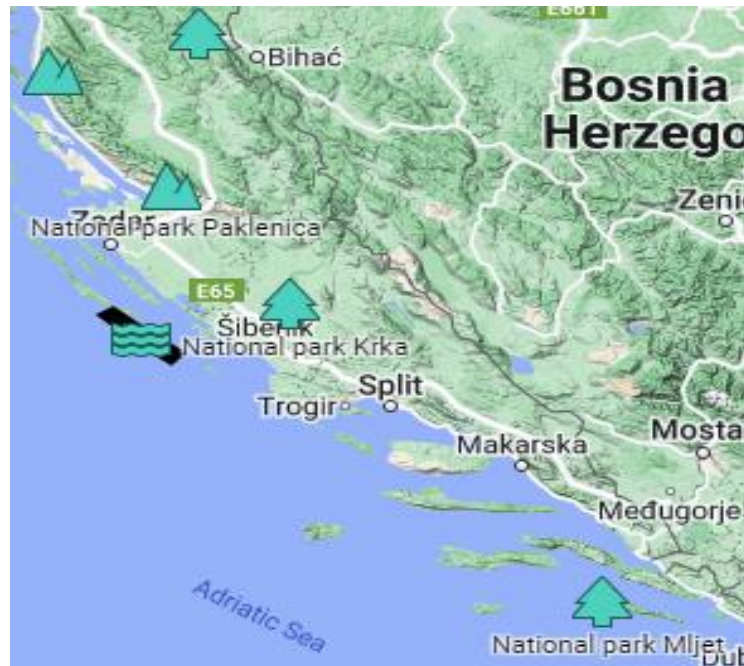 E661
Bihać
Bosnia
Herzego
Zeni
Zadar
National park Paklenica
E65
Šibenik
National park Krka
Split
Trogir
Makarska
Mosta
Međugorje
Adriatic Sea
National park Mljet
Dub